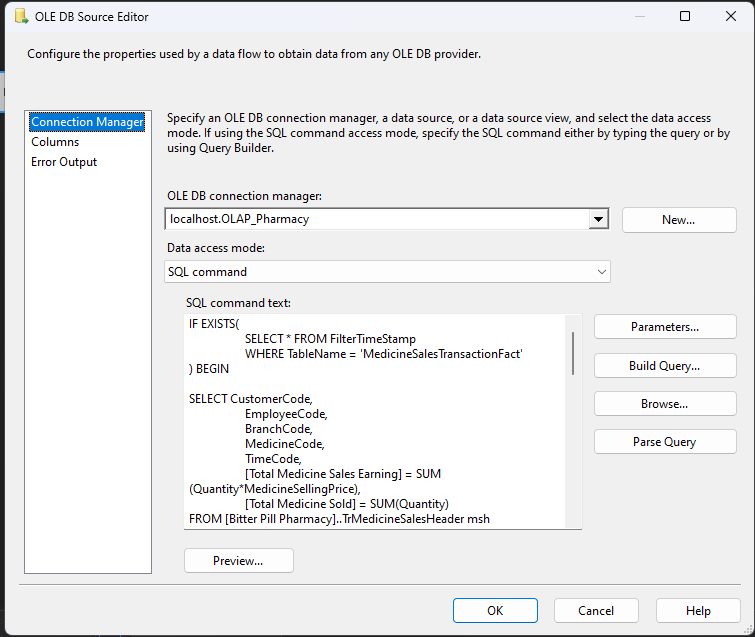 OLE DB Source Editor
Configure the properties used by a data flow to obtain data from any OLE DB provider.
Connection Manager
Columns
Error Output
Specify an OLE DB connection manager, a data source, or a data source view, and select the data access
mode. If using the SQL command access mode, specify the SQL command either by typing the query or by
using Query Builder.
OLE DB connection manager:
localhost.OLAP_Pharmacy
New...
Data access mode:
SQL command
SQL command text:
IF EXISTS(
SELECT * FROM FilterTimeStamp
WHERE TableName = 'MedicineSalesTransactionFact'
) BEGIN
SELECT CustomerCode,
EmployeeCode,
BranchCode,
MedicineCode,
TimeCode,
[Total Medicine Sales Earning] = SUM
(Quantity*MedicineSellingPrice),
[Total Medicine Sold] = SUM(Quantity)
FROM [Bitter Pill Pharmacy]..TrMedicineSalesHeader msh
Parameters...
Build Query...
Browse...
Parse Query
Preview...
OK
Cancel
Help